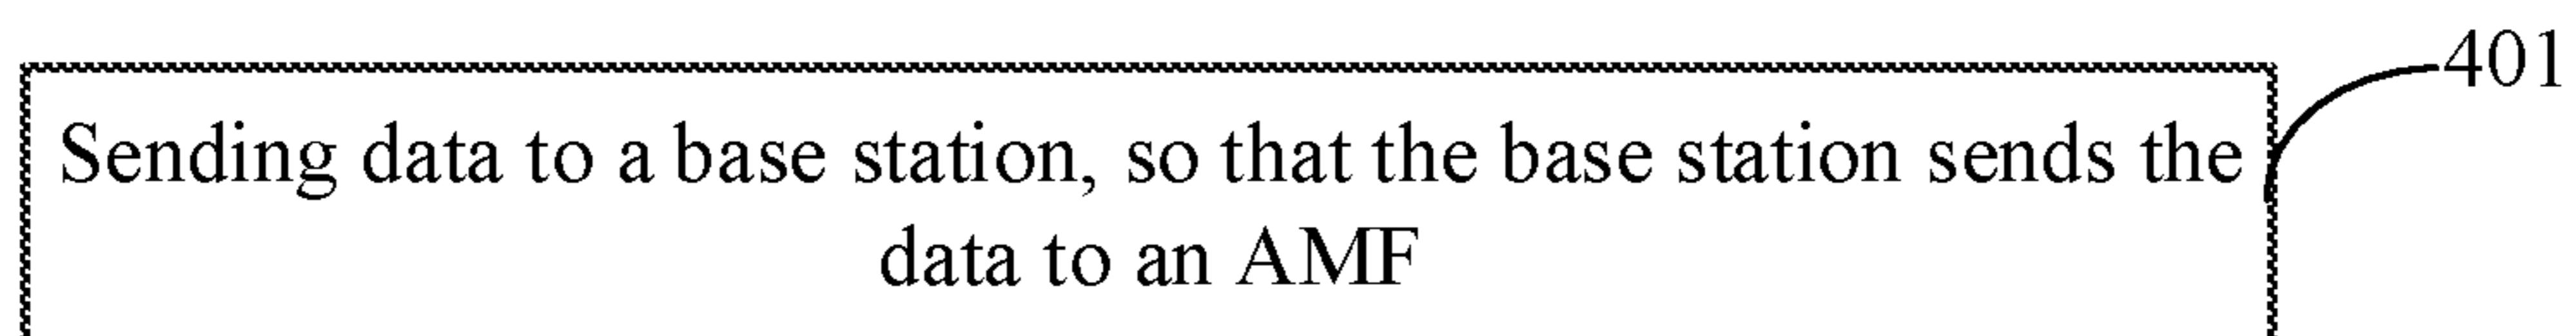 401
Sending data to a base station, so that the base station sends the
data to an AMF